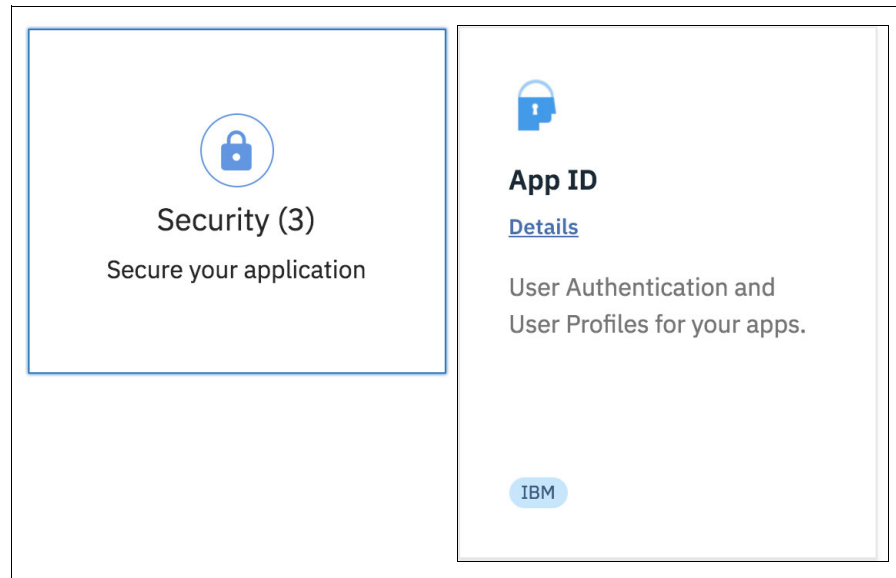 Security (3)
Secure your application
App ID
Details
User Authentication and
User Profiles for your apps.
IBM